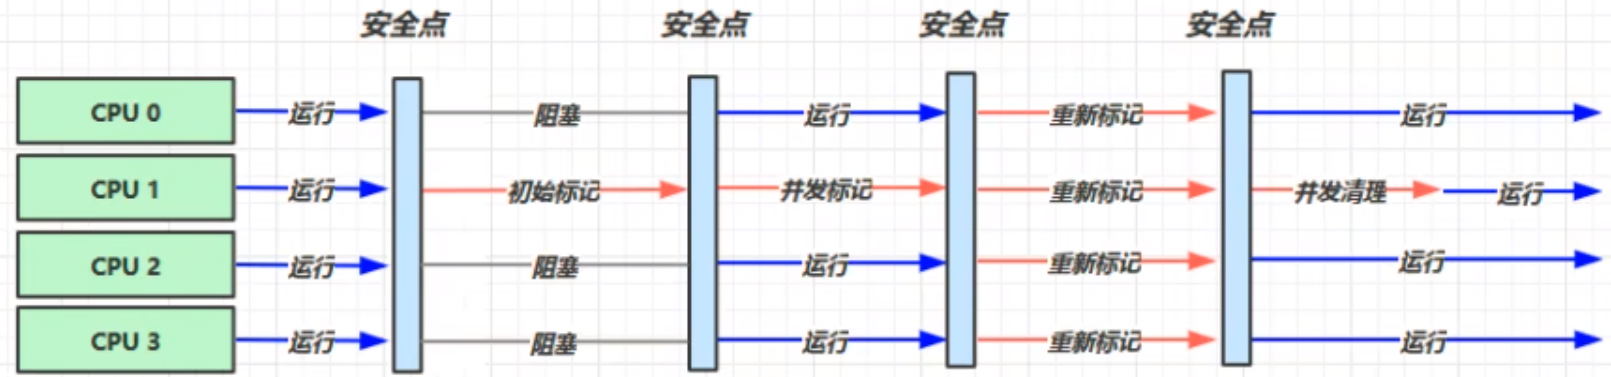 安全点 安全点 安全点 安全点
CPU 0 运行 阻塞 运行 重新标记 运行
CPU 1 运行 初始标记 并发标记 重新标记 并发清理 运行
CPU 2 运行 阻塞 运行 重新标记 运行
CPU 3 运行 阻塞 运行 重新标记 运行